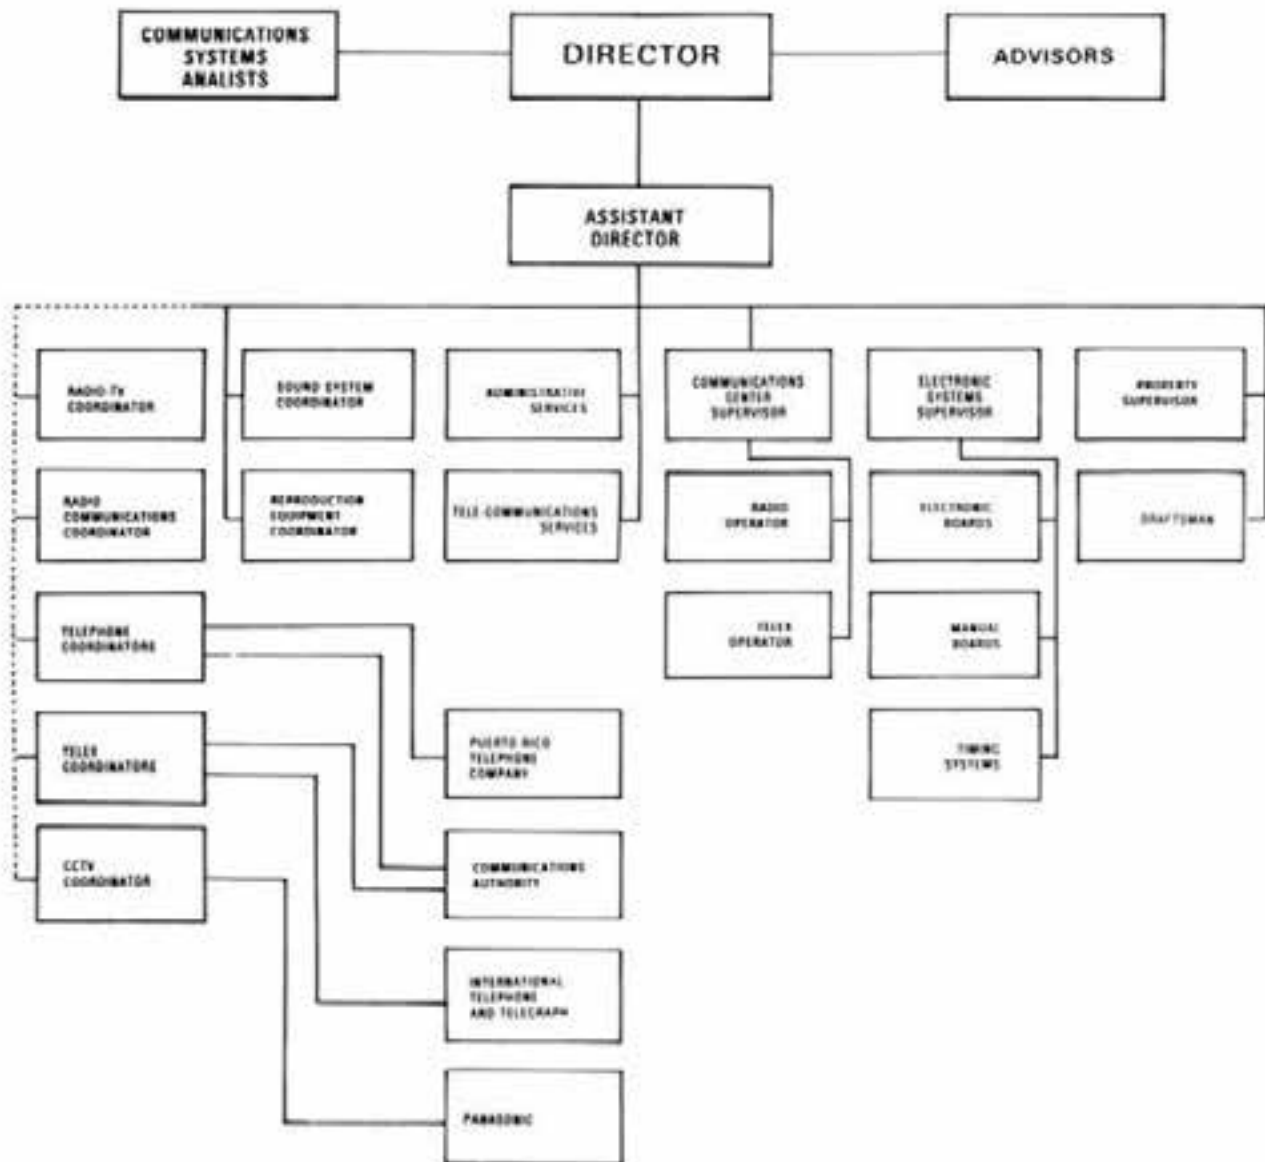 COMMUNICATIONS
SYSTEMS
ANALISTS
DIRECTOR
ADVISORS
ASSISTANT
DIRECTOR
RADIO-TV
COORDINATOR
SOUND SYSTEM
COORDINATOR
ADMINISTRATIVE
SERVICES
COMMUNICATIONS
CENTER
SUPERVISOR
ELECTRONIC
SYSTEMS
SUPERVISOR
PROPERTY
SUPERVISOR
RADIO
COMMUNICATIONS
COORDINATOR
REPRODUCTION
EQUIPMENT
COORDINATOR
TELE-COMMUNICATIONS
SERVICES
RADIO
OPERATOR
ELECTRONIC
BOARDS
DRAFTSMAN
TELEPHONE
COORDINATORS
TELEX
OPERATOR
MANUAL
BOARDS
TELEX
COORDINATORS
PUERTO RICO
TELEPHONE
COMPANY
TIMING
SYSTEMS
CCTV
COORDINATOR
COMMUNICATIONS
AUTHORITY
INTERNATIONAL
TELEPHONE
AND TELEGRAPH
PANASONIC